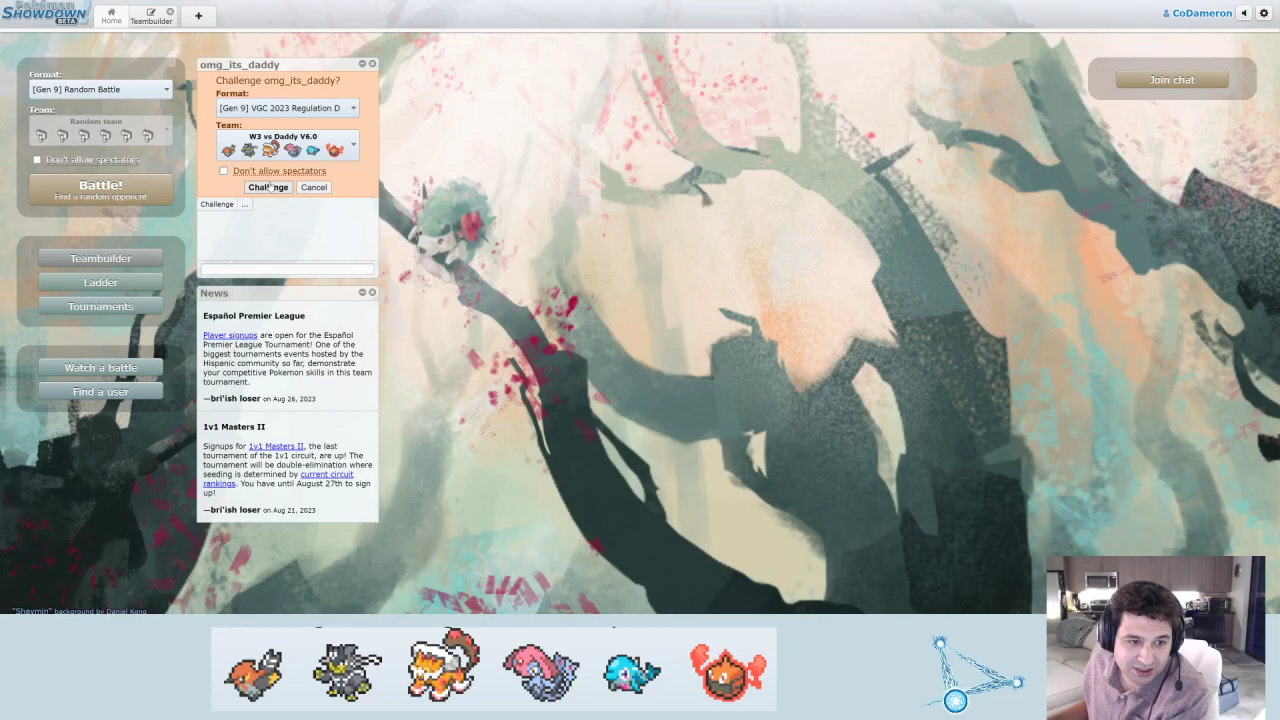 Pokémon
SHOWDOWN
BETA
Home
Teambuilder
+
CoDameron
Format:
[Gen 9] Random Battle
Team:
Random team
Don't allow spectators
Battle!
Find a random opponent
Teambuilder
Ladder
Tournaments
Watch a battle
Find a user
omg_its_daddy
Challenge omg_its_daddy?
Format:
[Gen 9] VGC 2023 Regulation D
Team:
W3 vs Daddy V6.0
Don't allow spectators
Challenge Cancel
Challenge ...
News
Español Premier League
Player signups are open for the Español
Premier League Tournament! One of the
biggest tournaments events hosted by the
Hispanic community so far, demonstrate
your competitive Pokemon skills in this team
tournament.
—bri'ish loser on Aug 26, 2023
1v1 Masters II
Signups for 1v1 Masters II, the last
tournament of the 1v1 circuit, are up! The
tournament will be double-elimination where
seeding is determined by current circuit
rankings. You have until August 27th to sign
up!
—bri'ish loser on Aug 21, 2023
Join chat
"Shaymin" background by Daniel Kong